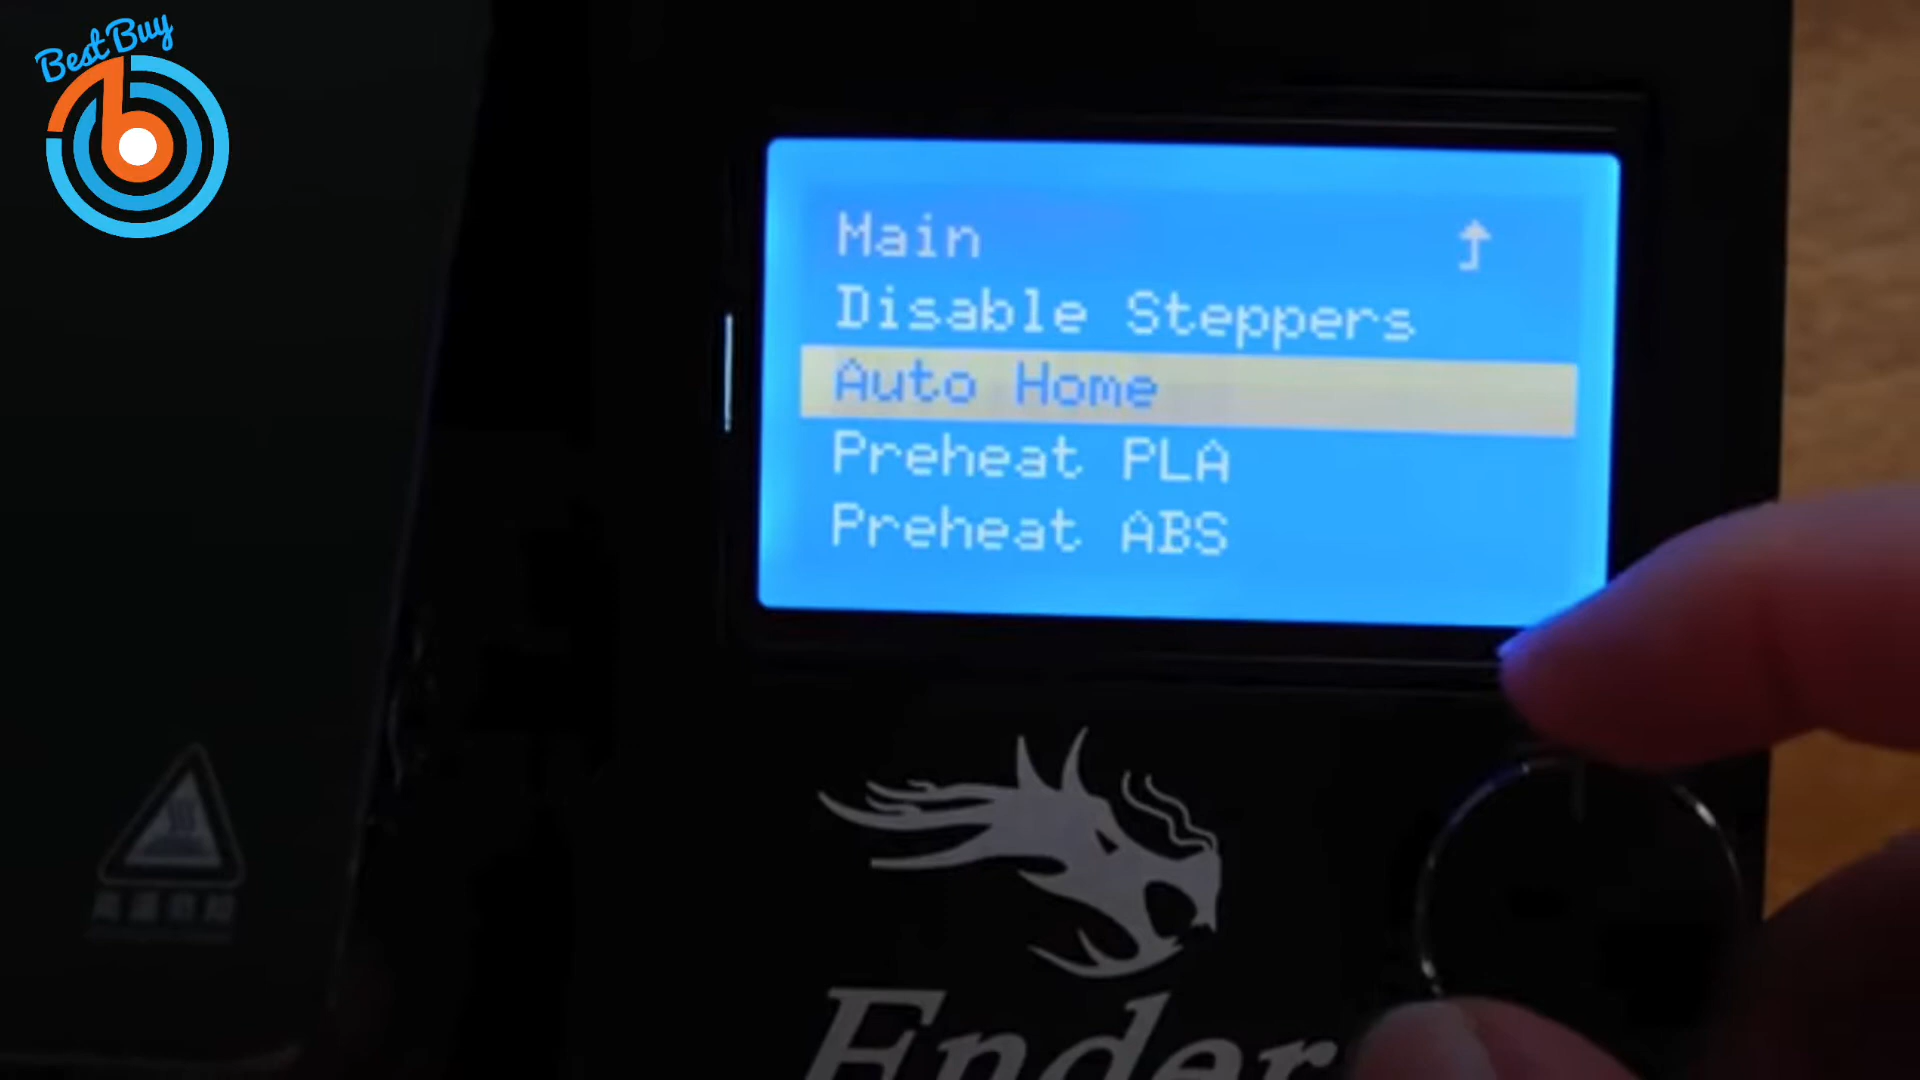 Best Buy
Main
Disable Steppers
Auto Home
Preheat PLA
Preheat ABS
Ender